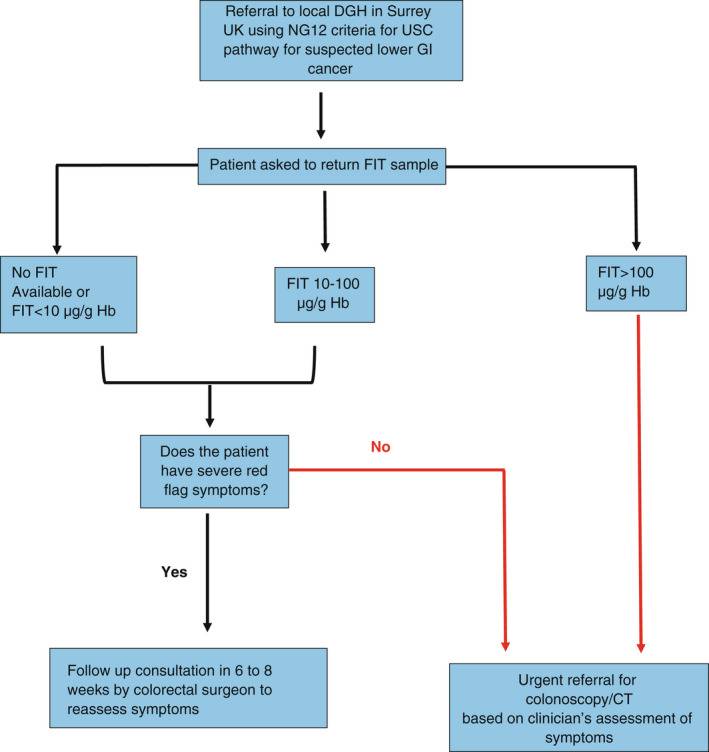 Referral to local DGH in Surrey
UK using NG12 criteria for USC
pathway for suspected lower GI
cancer
Patient asked to return FIT sample
No FIT
Available or
FIT<10 µg/g Hb
FIT 10-100
µg/g Hb
FIT>100
µg/g Hb
Does the patient
have severe red
flag symptoms?
No
Yes
Follow up consultation in 6 to 8
weeks by colorectal surgeon to
reassess symptoms
Urgent referral for
colonoscopy/CT
based on clinician's assessment of
symptoms